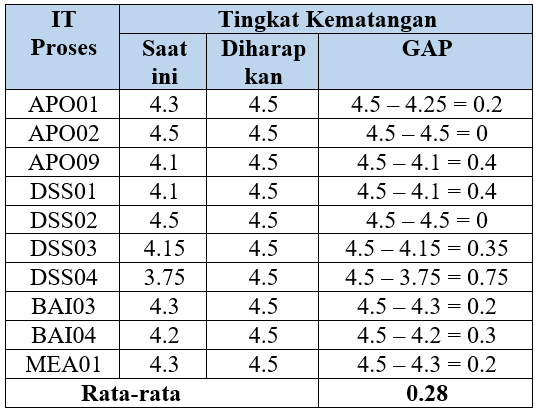 IT Proses Tingkat Kematangan
Saat ini Diharap kan GAP
APO01 4.3 4.5 4.5 – 4.25 = 0.2
APO02 4.5 4.5 4.5 – 4.5 = 0
APO09 4.1 4.5 4.5 – 4.1 = 0.4
DSS01 4.1 4.5 4.5 – 4.1 = 0.4
DSS02 4.5 4.5 4.5 – 4.5 = 0
DSS03 4.15 4.5 4.5 – 4.15 = 0.35
DSS04 3.75 4.5 4.5 – 3.75 = 0.75
BAI03 4.3 4.5 4.5 – 4.3 = 0.2
BAI04 4.2 4.5 4.5 – 4.2 = 0.3
MEA01 4.3 4.5 4.5 – 4.3 = 0.2
Rata-rata 0.28